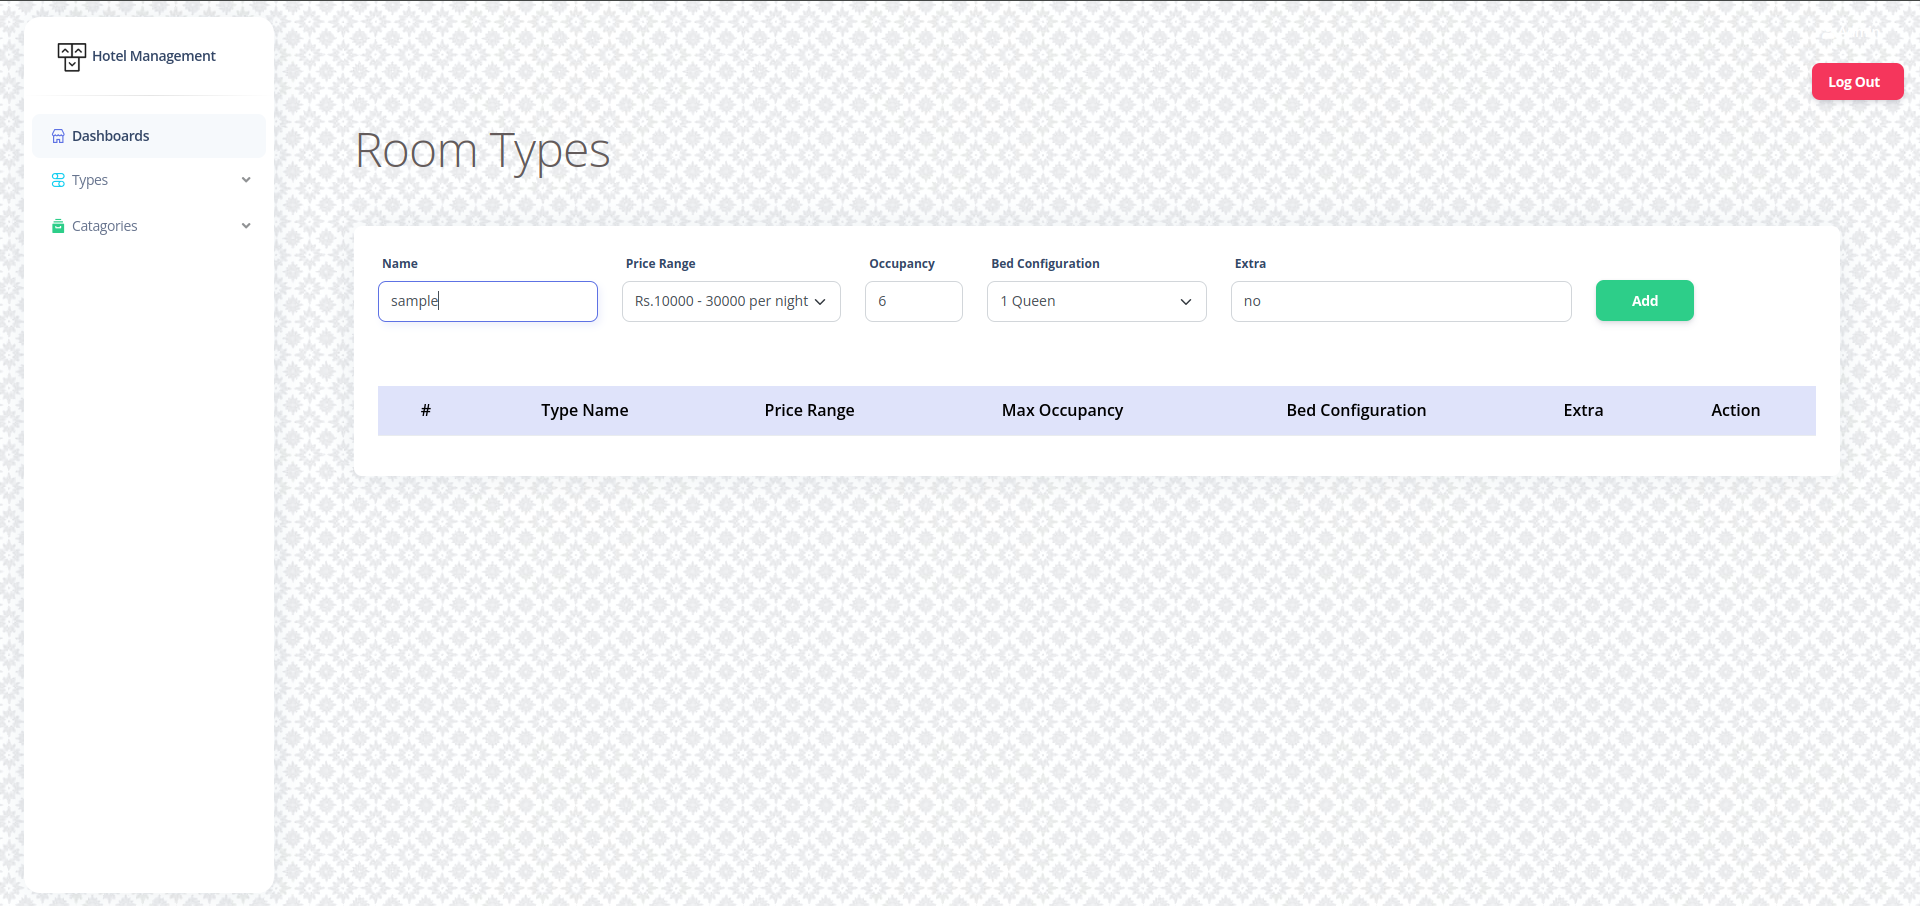 Hotel Management
Log Out
Dashboards
Types
Catagories
Room Types
Name Price Range Occupancy Bed Configuration Extra
sample Rs.10000 - 30000 per night 6 1 Queen no Add
# Type Name Price Range Max Occupancy Bed Configuration Extra Action